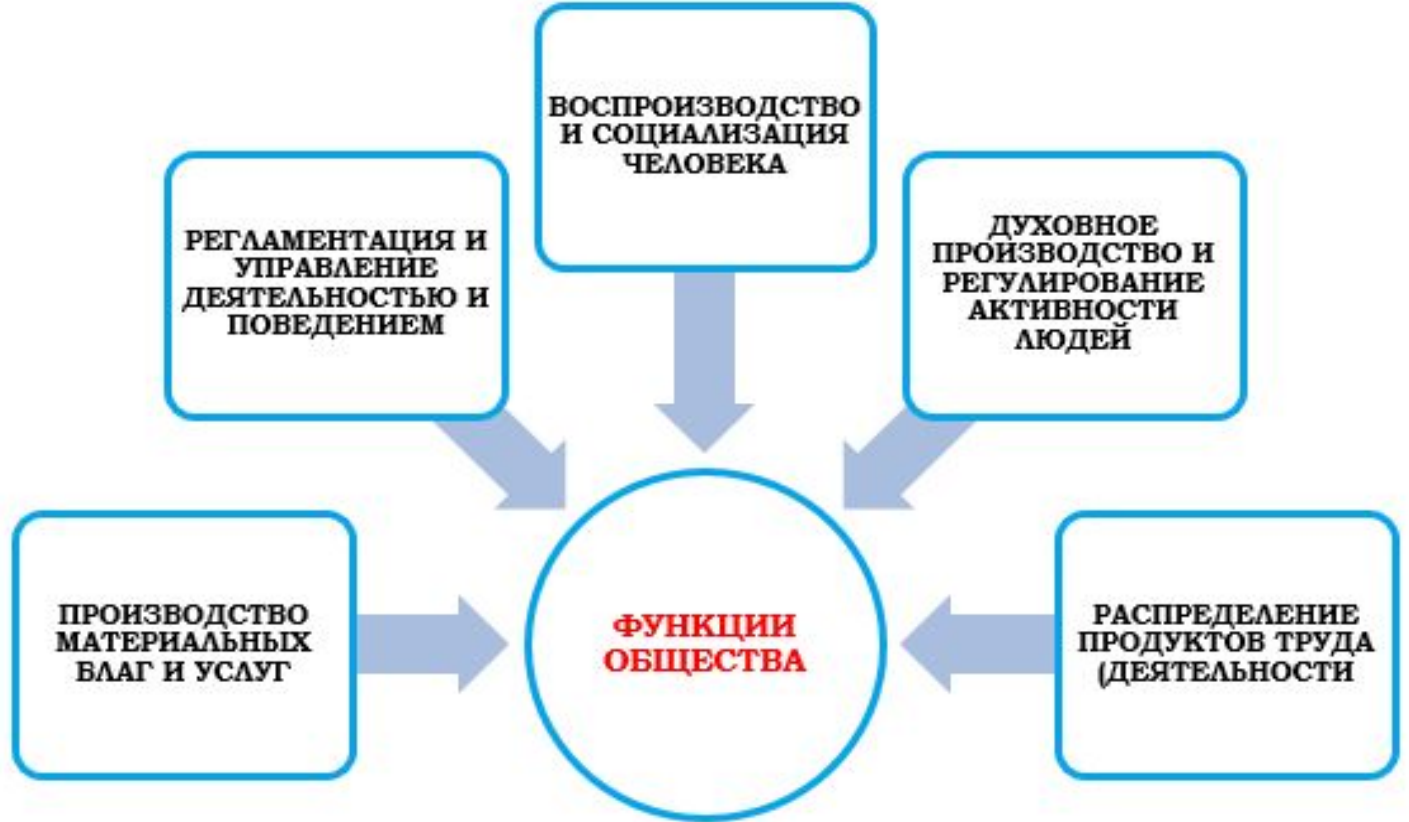 ВОСПРОИЗВОДСТВО
И СОЦИАЛИЗАЦИЯ
ЧЕЛОВЕКА
РЕГЛАМЕНТАЦИЯ И
УПРАВЛЕНИЕ
ДЕЯТЕЛЬНОСТЬЮ И
ПОВЕДЕНИЕМ
ДУХОВНОЕ
ПРОИЗВОДСТВО И
РЕГУЛИРОВАНИЕ
АКТИВНОСТИ
ЛЮДЕЙ
ПРОИЗВОДСТВО
МАТЕРИАЛЬНЫХ
БЛАГ И УСЛУГ
ФУНКЦИИ
ОБЩЕСТВА
РАСПРЕДЕЛЕНИЕ
ПРОДУКТОВ ТРУДА
(ДЕЯТЕЛЬНОСТИ